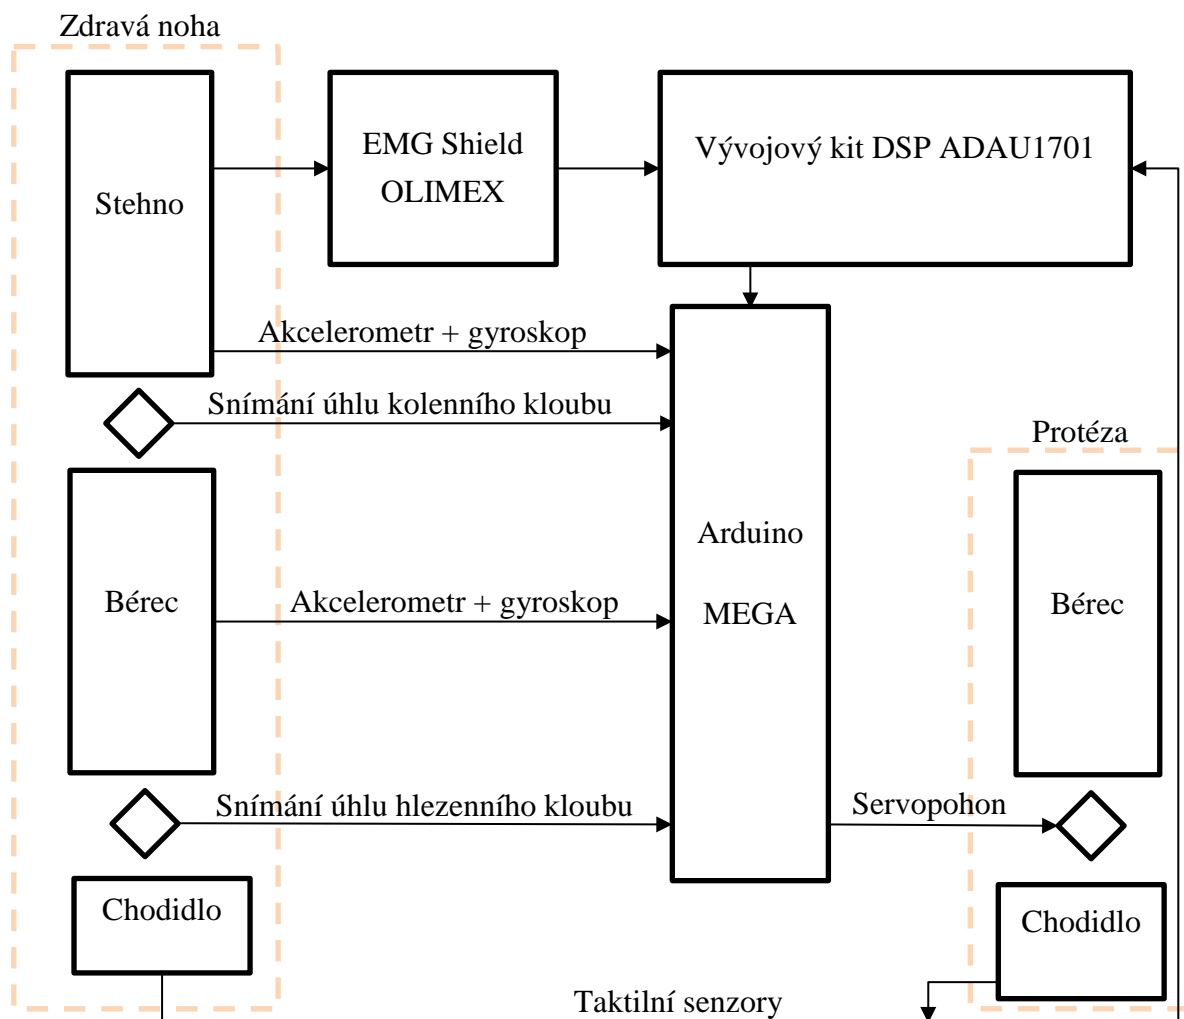 Zdravá noha
Stehno
EMG Shield
OLIMEX
Vývojový kit DSP ADAU1701
Akcelerometr + gyroskop
Snímání úhlu kolenního kloubu
Protéza
Arduino
MEGA
Bérec
Akcelerometr + gyroskop
Bérec
Snímání úhlu hlezenního kloubu
Servopohon
Chodidlo
Chodidlo
Taktilní senzory